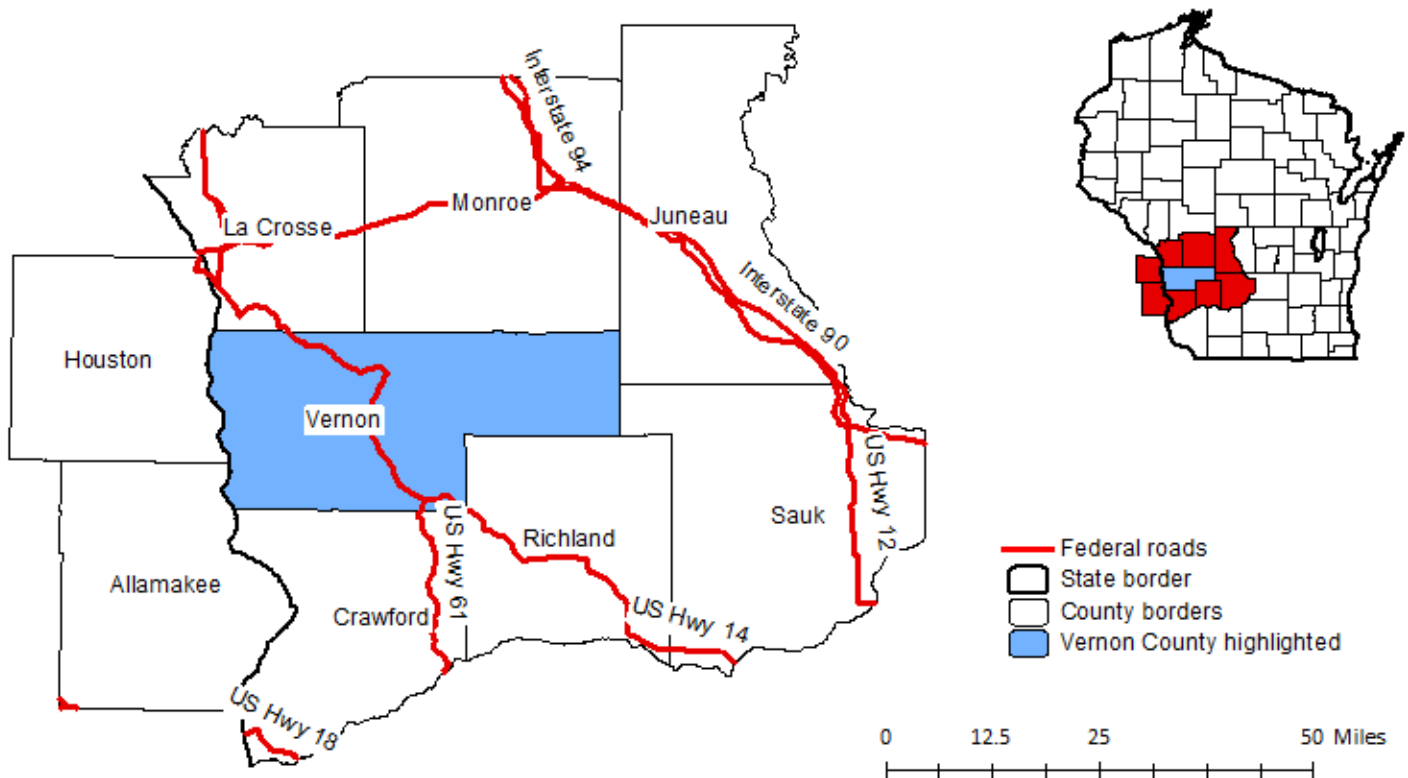 Interstate 94
Monroe
La Crosse
Juneau
Interstate 90
Houston
Vernon
US Hwy 12
US Hwy 61
Sauk
Richland
Allamakee
Crawford
US Hwy 14
US Hwy 18
Federal roads
State border
County borders
Vernon County highlighted
0 12.5 25 50 Miles